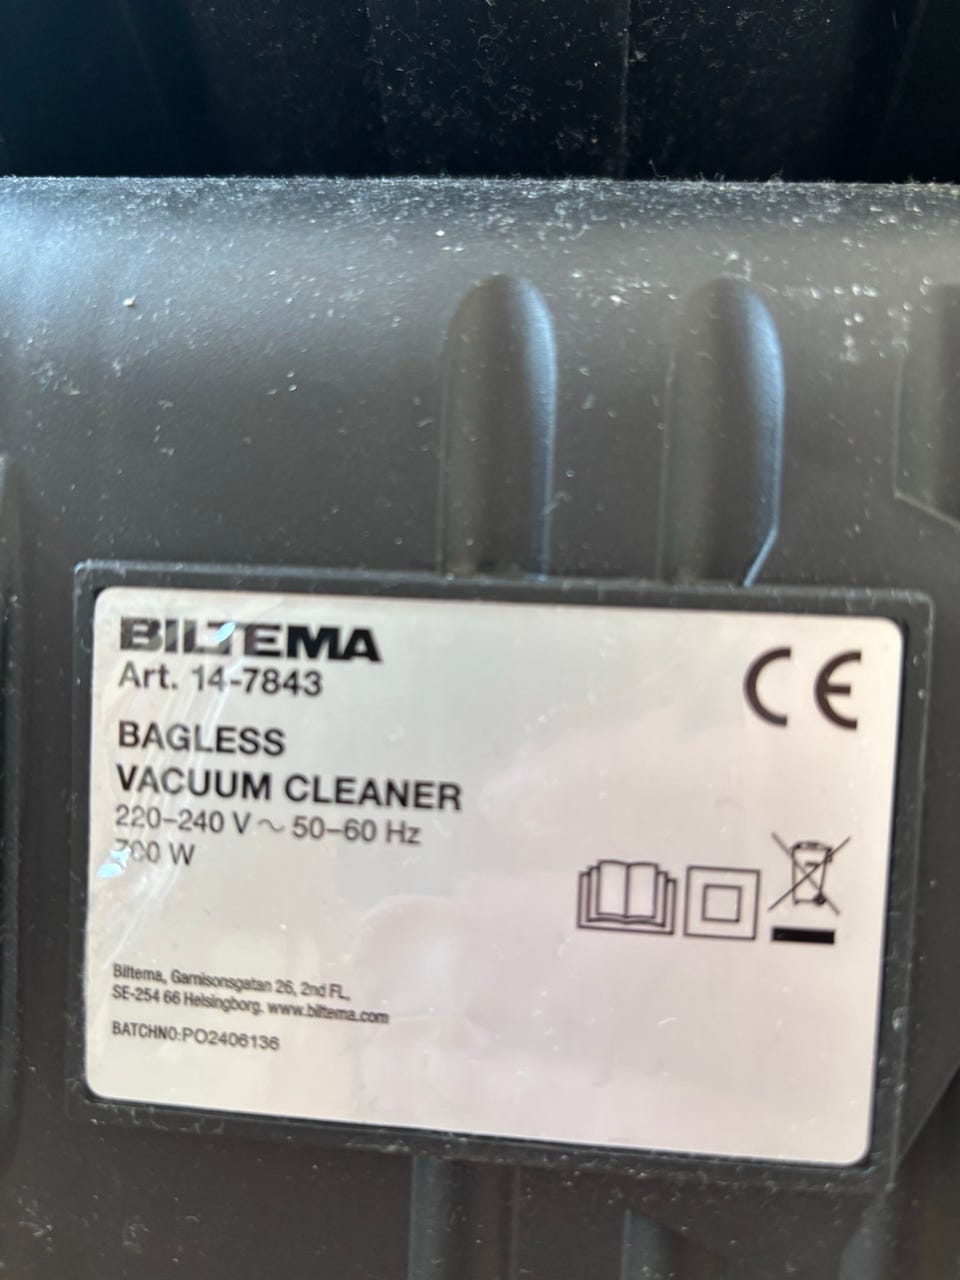 BILTEMA
Art. 14-7843
CE
BAGLESS
VACUUM CLEANER
220–240 V ~ 50–60 Hz
700 W
Biltema, Garnisonsgatan 26, 2nd FL,
SE-254 66 Helsingborg. www.biltema.com
BATCHNO:PO2406136